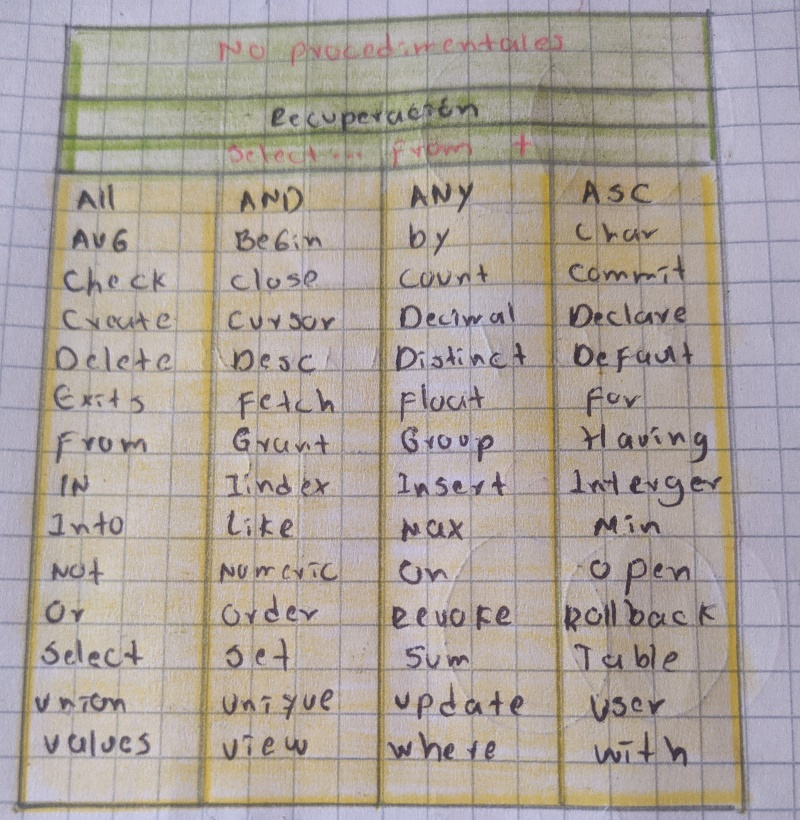 No procedimentales
Recuperación
Select... from +
All AND ANY ASC
AVG BeGin by Char
Check close count commit
Create cursor Decimal Declare
Delete Desc Distinct Default
Exits Fetch Float for
From Grant Group Having
IN Iindex Insert Interger
Into Like Max Min
Not Numeric On Open
Or Order Revoke Rollback
Select Set Sum Table
Union Unique update User
values view where with